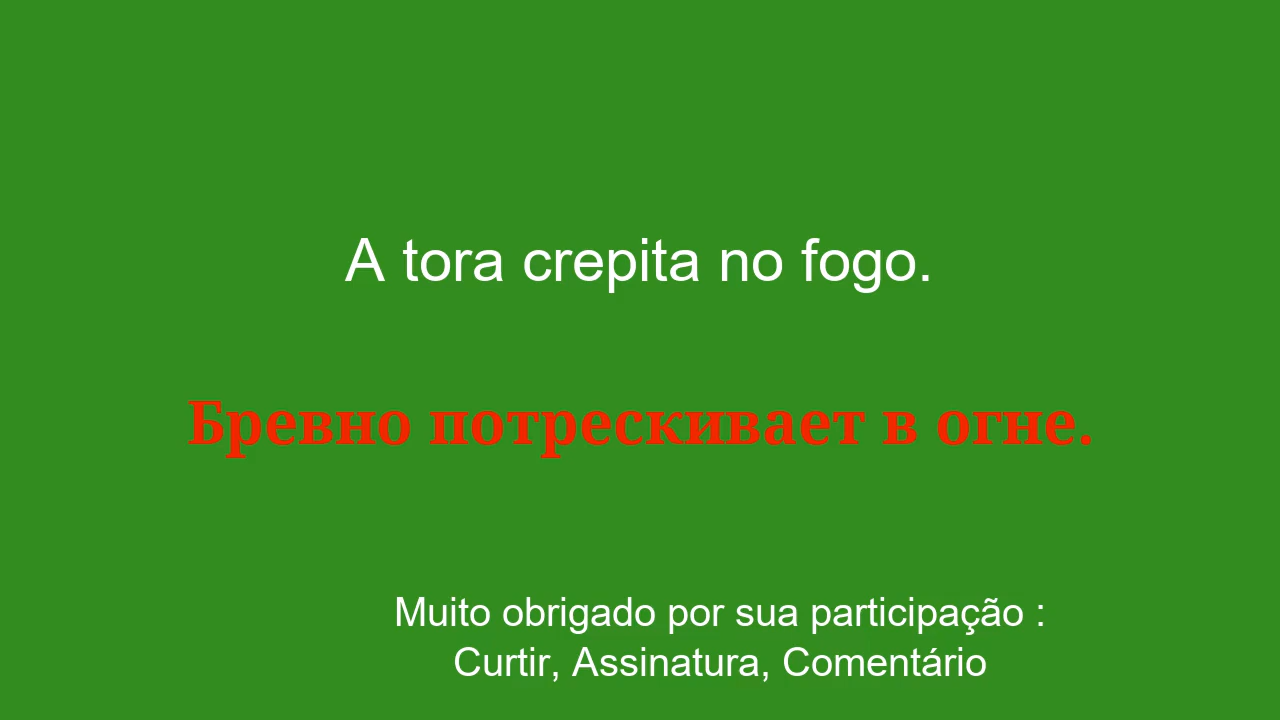 A tora crepita no fogo.
Бревно потрескивает в огне.
Muito obrigado por sua participação :
Curtir, Assinatura, Comentário